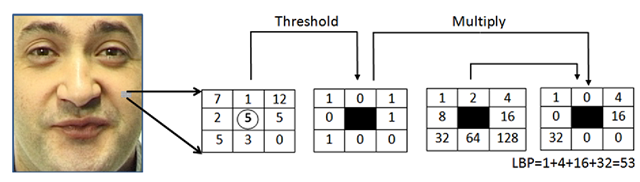 Threshold Multiply
7 1 12 1 0 1 1 2 4 1 0 4
2 5 5 0 1 8 16 0 16
5 3 0 1 0 0 32 64 128 32 0 0
LBP=1+4+16+32=53